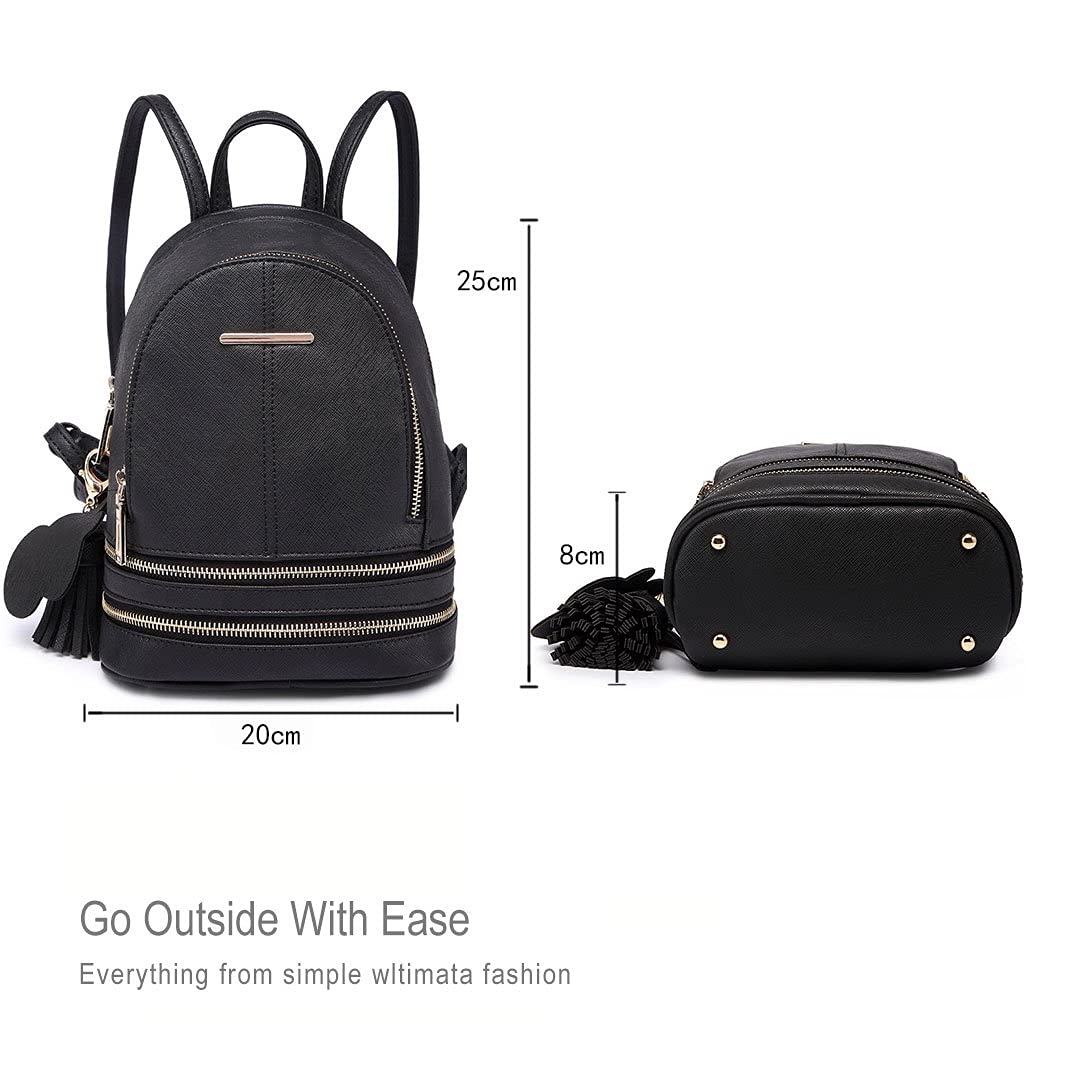 25cm
8cm
20cm
Go Outside With Ease
Everything from simple wltimata fashion